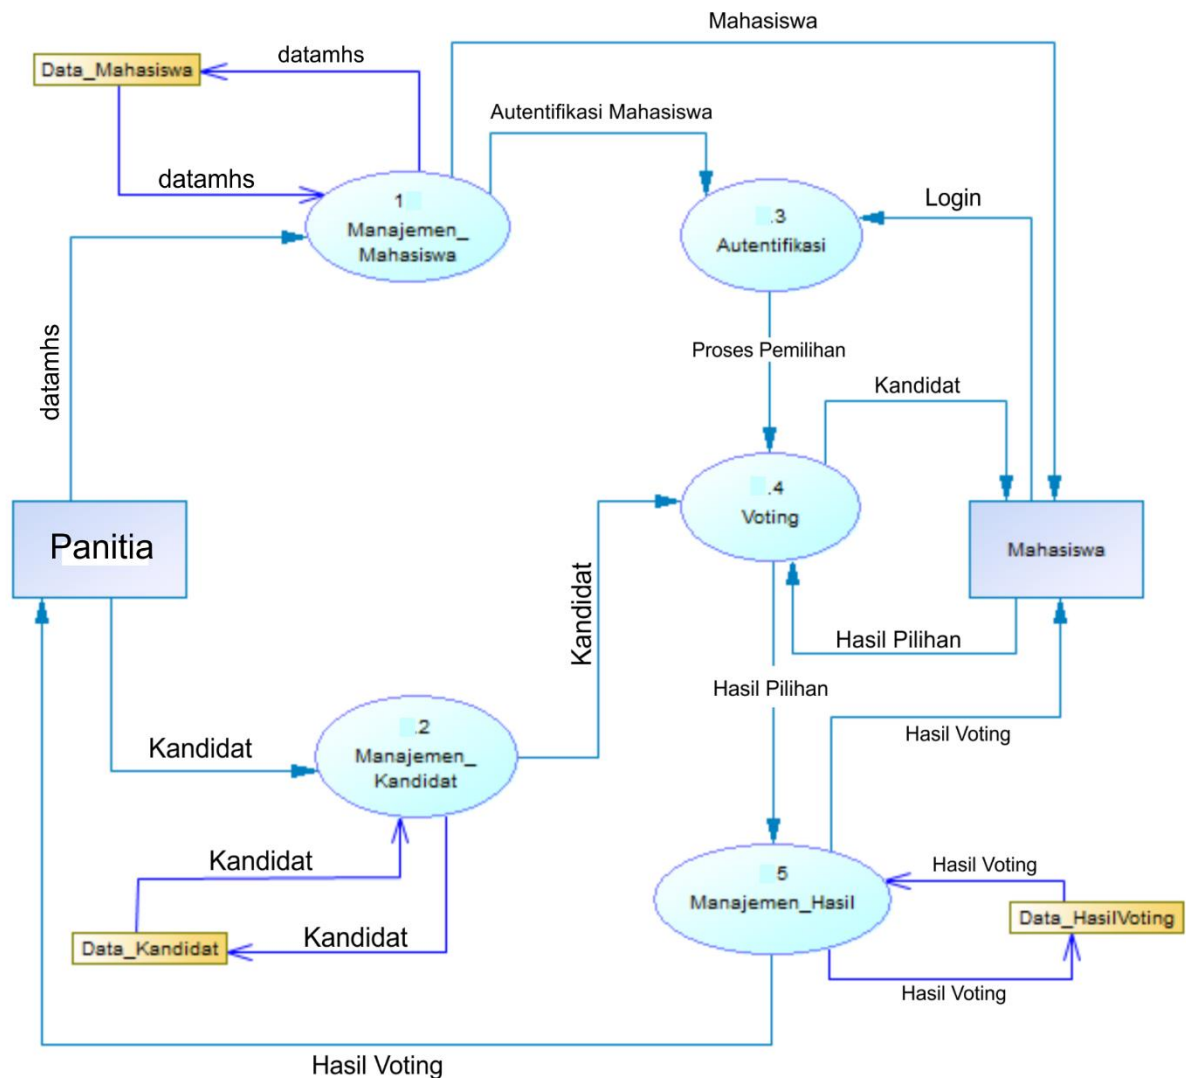 Mahasiswa
datamhs
Data_Mahasiswa
Autentifikasi Mahasiswa
datamhs
1
Manajemen_
Mahasiswa
.3
Autentifikasi
Login
datamhs
Proses Pemilihan
Kandidat
.4
Voting
Panitia
Mahasiswa
Kandidat
Hasil Pilihan
Hasil Pilihan
.2
Manajemen_
Kandidat
Kandidat
Hasil Voting
Kandidat
Hasil Voting
5
Manajemen_Hasil
Data_HasilVoting
Kandidat
Data_Kandidat
Hasil Voting
Hasil Voting